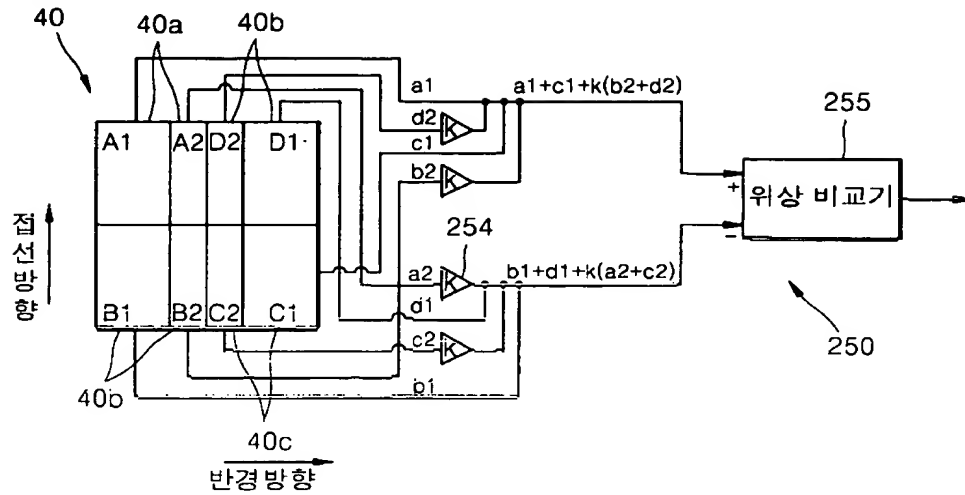 40
40a
40b
a1
a1+c1+k(b2+d2)
d2
K
c1
b2
K
255
A1
A2
D2
D1
위상 비교기
+
-
접선방향
254
a2
K
b1+d1+k(a2+c2)
d1
c2
K
b1
250
B1
B2
C2
C1
40b
40c
반경방향